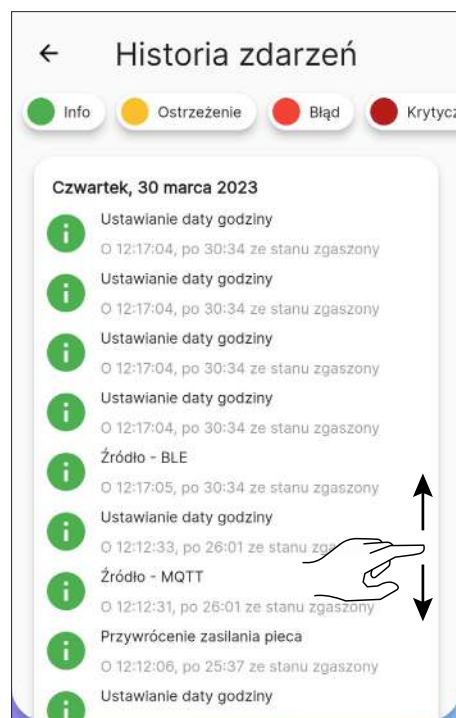 Historia zdarzeń
Info Ostrzeżenie Błąd Krytycz
Czwartek, 30 marca 2023
Ustawianie daty godziny
O 12:17:04, po 30:34 ze stanu zgaszony
Ustawianie daty godziny
O 12:17:04, po 30:34 ze stanu zgaszony
Ustawianie daty godziny
O 12:17:04, po 30:34 ze stanu zgaszony
Ustawianie daty godziny
O 12:17:04, po 30:34 ze stanu zgaszony
Źródło - BLE
O 12:17:05, po 30:34 ze stanu zgaszony
Ustawianie daty godziny
O 12:12:33, po 26:01 ze stanu zga
Źródło - MQTT
O 12:12:31, po 26:01 ze stanu zgaszony
Przywrócenie zasilania pieca
O 12:12:06, po 25:37 ze stanu zgaszony
Ustawianie daty godziny